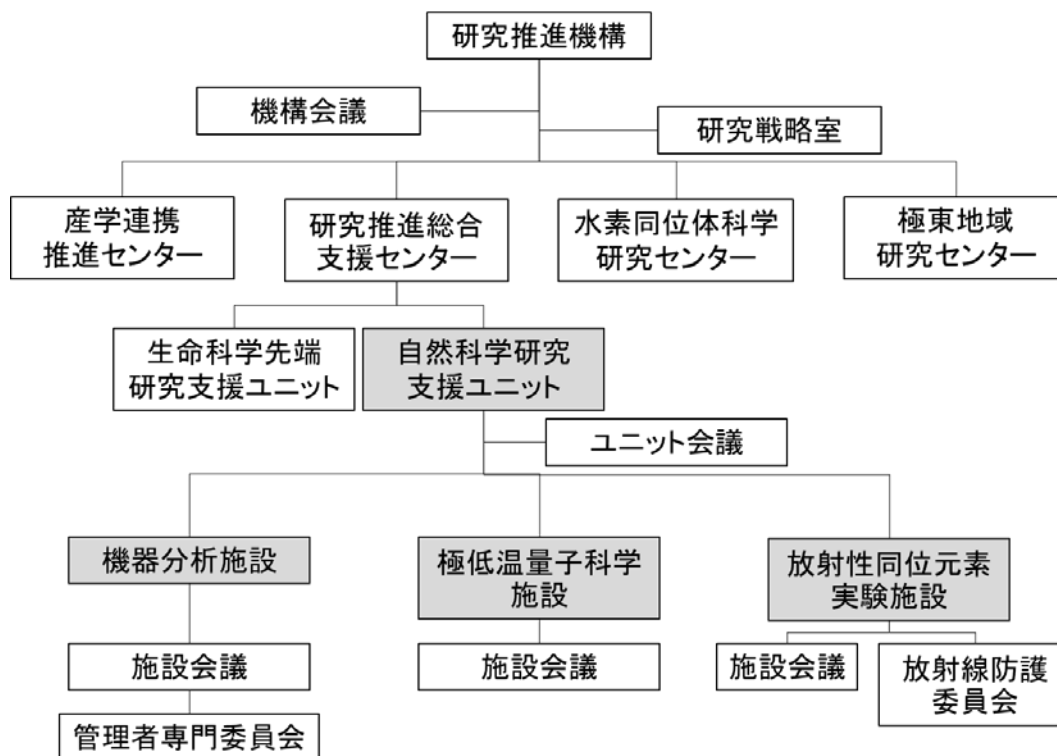 研究推進機構
機構会議
研究戦略室
産学連携
推進センター
研究推進総合
支援センター
水素同位体科学
研究センター
極東地域
研究センター
生命科学先端
研究支援ユニット
自然科学研究
支援ユニット
ユニット会議
機器分析施設
極低温量子科学
施設
放射性同位元素
実験施設
施設会議
施設会議
施設会議
放射線防護
委員会
管理者専門委員会